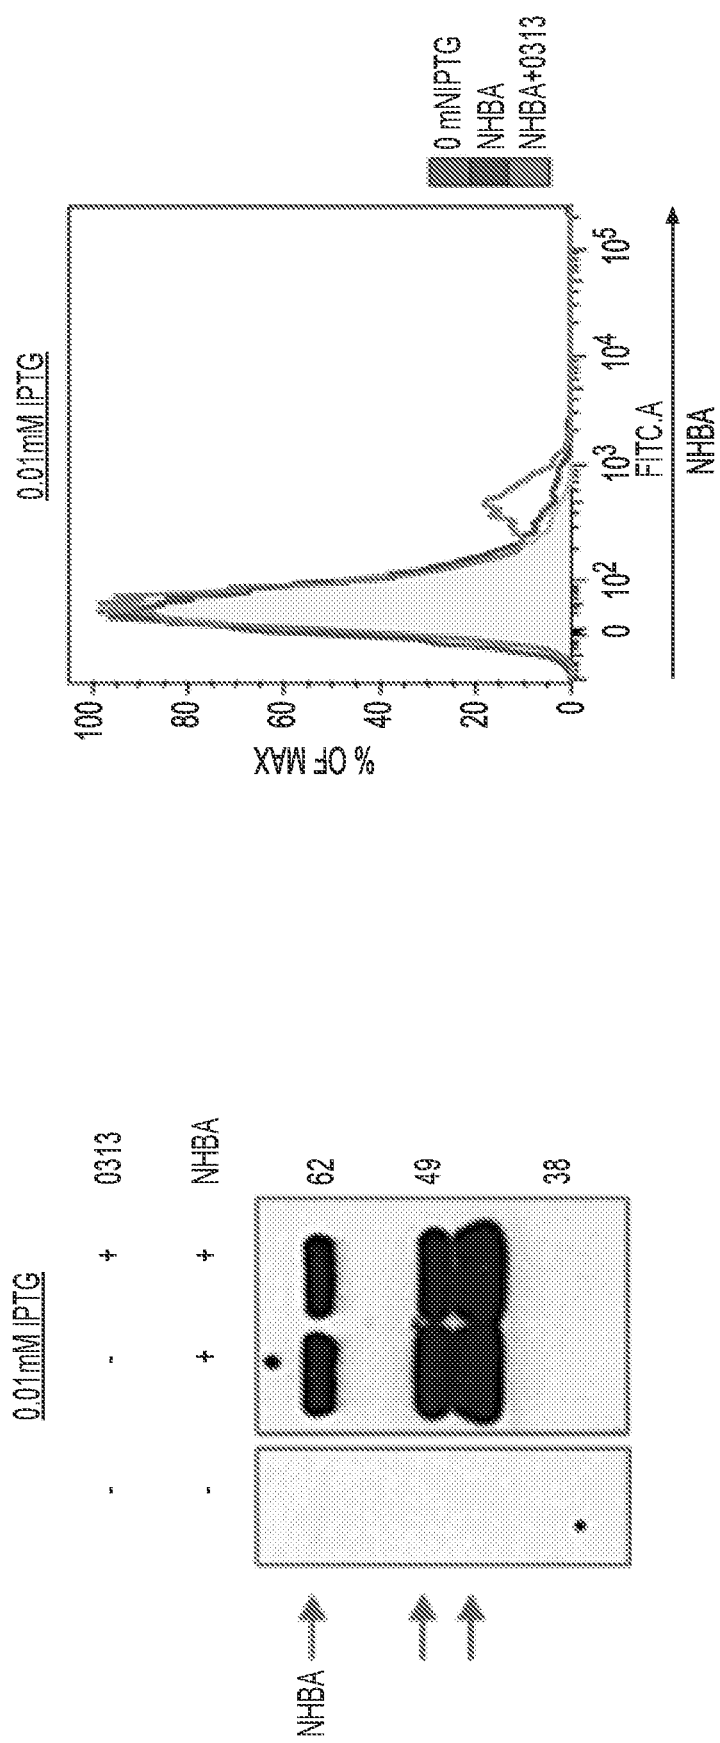 0.01mM IPTG
- - + 0313
- + + NHBA
NHBA
62
49
38
0.01mM IPTG
% OF MAX
100
80
60
40
20
0
0 10² 10³ 10⁴ 10⁵
FITC.A
NHBA
0 mNIPTG
NHBA
NHBA+0313